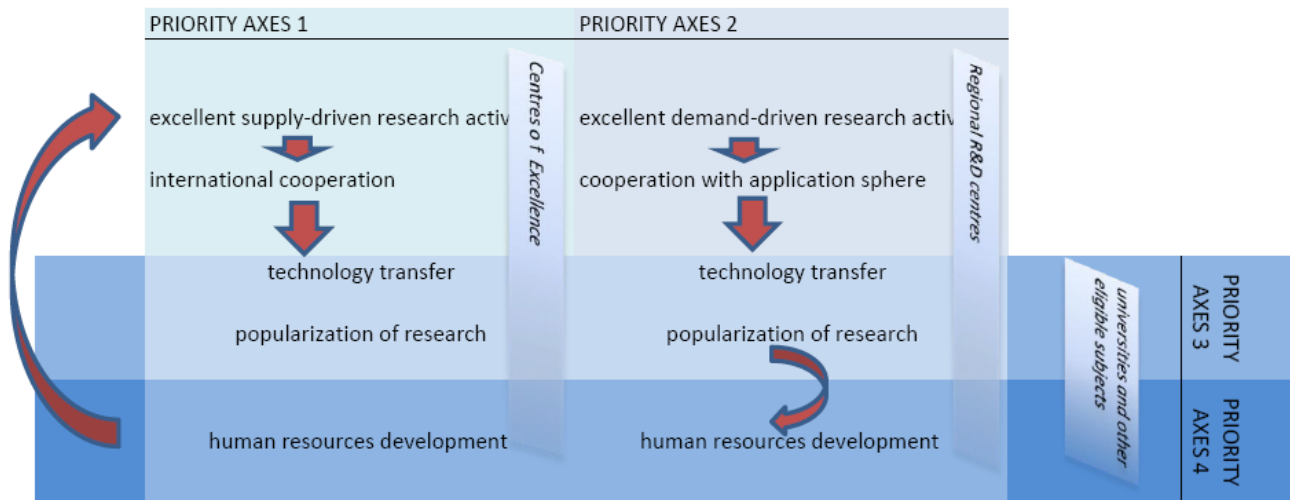 PRIORITY AXES 1
PRIORITY AXES 2
excellent supply-driven research activ
excellent demand-driven research activ
international cooperation
cooperation with application sphere
technology transfer
technology transfer
popularization of research
popularization of research
human resources development
human resources development
Centres of Excellence
Regional R&D centres
universities and other
eligible subjects
PRIORITY
AXES 3
PRIORITY
AXES 4